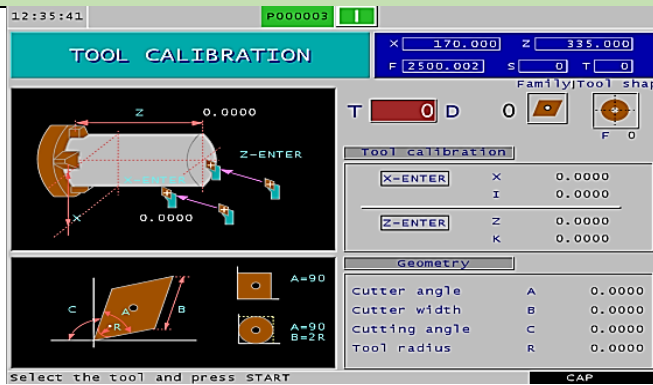 12:35:41 P000003
TOOL CALIBRATION
X 170.000 Z 335.000
F 2500.002 S 0 T 0
Family Tool shap
T 0 D 0
F 0
Z 0.0000
Z-ENTER
X-ENTER
X 0.0000
Tool calibration
X-ENTER X 0.0000
I 0.0000
Z-ENTER Z 0.0000
K 0.0000
C A B
R
A=90
A=90
B=2R
Geometry
Cutter angle A 0.0000
Cutter width B 0.0000
Cutting angle C 0.0000
Tool radius R 0.0000
Select the tool and press START CAP